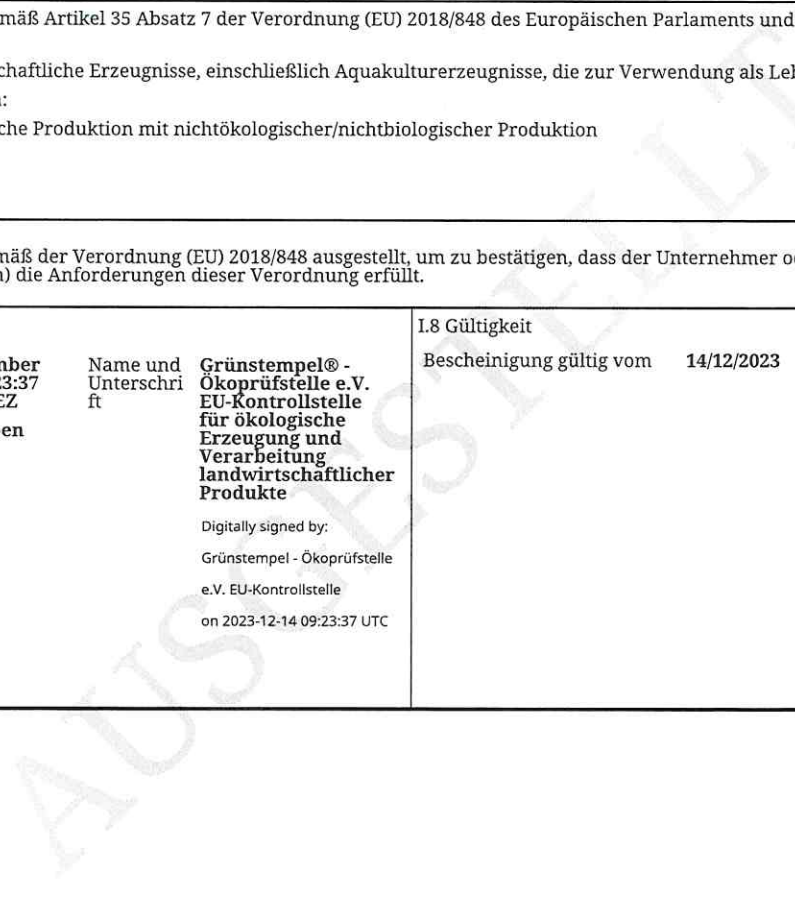 mäß Artikel 35 Absatz 7 der Verordnung (EU) 2018/848 des Europäischen Parlaments und
chaftliche Erzeugnisse, einschließlich Aquakulturerzeugnisse, die zur Verwendung als Le
:
che Produktion mit nichtökologischer/nichtbiologischer Produktion
mäß der Verordnung (EU) 2018/848 ausgestellt, um zu bestätigen, dass der Unternehmer o
n) die Anforderungen dieser Verordnung erfüllt.
mber
23:37
EZ
en
Name und
Unterschri
ft
Grünstempel® -
Ökoprüfstelle e.V.
EU-Kontrollstelle
für ökologische
Erzeugung und
Verarbeitung
landwirtschaftlicher
Produkte
Digitally signed by:
Grünstempel - Ökoprüfstelle
e.V. EU-Kontrollstelle
on 2023-12-14 09:23:37 UTC
I.8 Gültigkeit
Bescheinigung gültig vom 14/12/2023
AUSGESTELLT